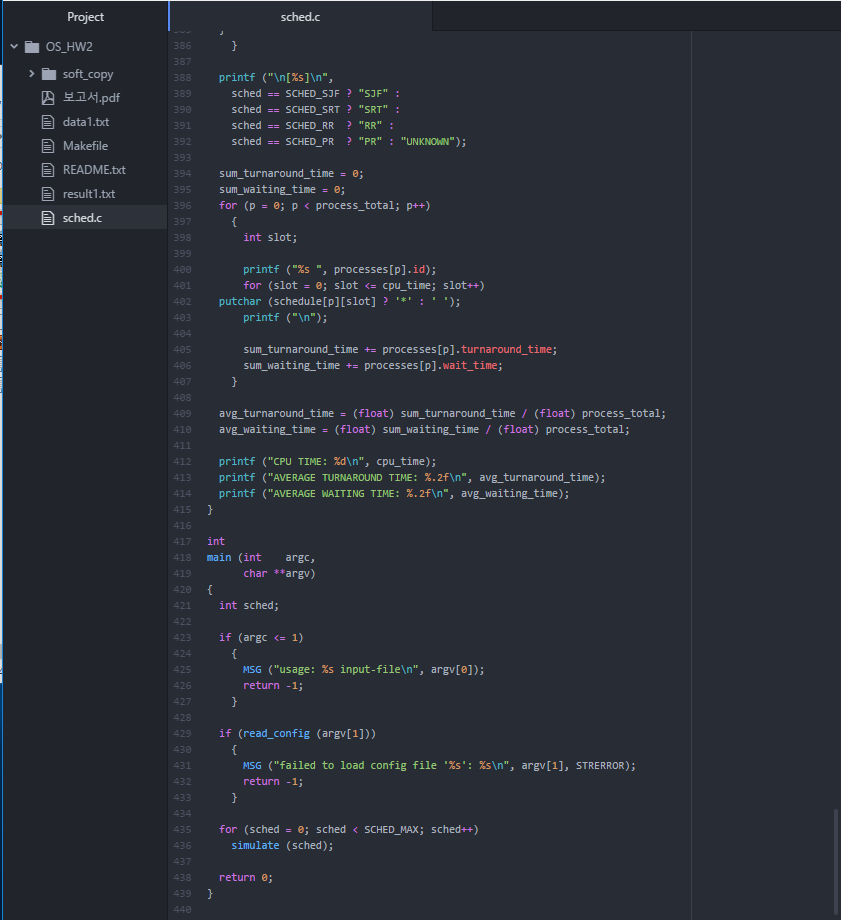 Project
sched.c
OS_HW2
soft_copy
보고서.pdf
data1.txt
Makefile
README.txt
result1.txt
sched.c
385 }
386 }
387
388 printf ("\n[%s]\n",
389 sched == SCHED_SJF ? "SJF" :
390 sched == SCHED_SRT ? "SRT" :
391 sched == SCHED_RR ? "RR" :
392 sched == SCHED_PR ? "PR" : "UNKNOWN");
393
394 sum_turnaround_time = 0;
395 sum_waiting_time = 0;
396 for (p = 0; p < process_total; p++)
397 {
398 int slot;
399
400 printf ("%s ", processes[p].id);
401 for (slot = 0; slot <= cpu_time; slot++)
402 putchar (schedule[p][slot] ? '*' : ' ');
403 printf ("\n");
404
405 sum_turnaround_time += processes[p].turnaround_time;
406 sum_waiting_time += processes[p].wait_time;
407 }
408
409 avg_turnaround_time = (float) sum_turnaround_time / (float) process_total;
410 avg_waiting_time = (float) sum_waiting_time / (float) process_total;
411
412 printf ("CPU TIME: %d\n", cpu_time);
413 printf ("AVERAGE TURNAROUND TIME: %.2f\n", avg_turnaround_time);
414 printf ("AVERAGE WAITING TIME: %.2f\n", avg_waiting_time);
415 }
416
417 int
418 main (int argc,
419 char **argv)
420 {
421 int sched;
422
423 if (argc <= 1)
424 {
425 MSG ("usage: %s input-file\n", argv[0]);
426 return -1;
427 }
428
429 if (read_config (argv[1]))
430 {
431 MSG ("failed to load config file '%s': %s\n", argv[1], STRERROR);
432 return -1;
433 }
434
435 for (sched = 0; sched < SCHED_MAX; sched++)
436 simulate (sched);
437
438 return 0;
439 }
440